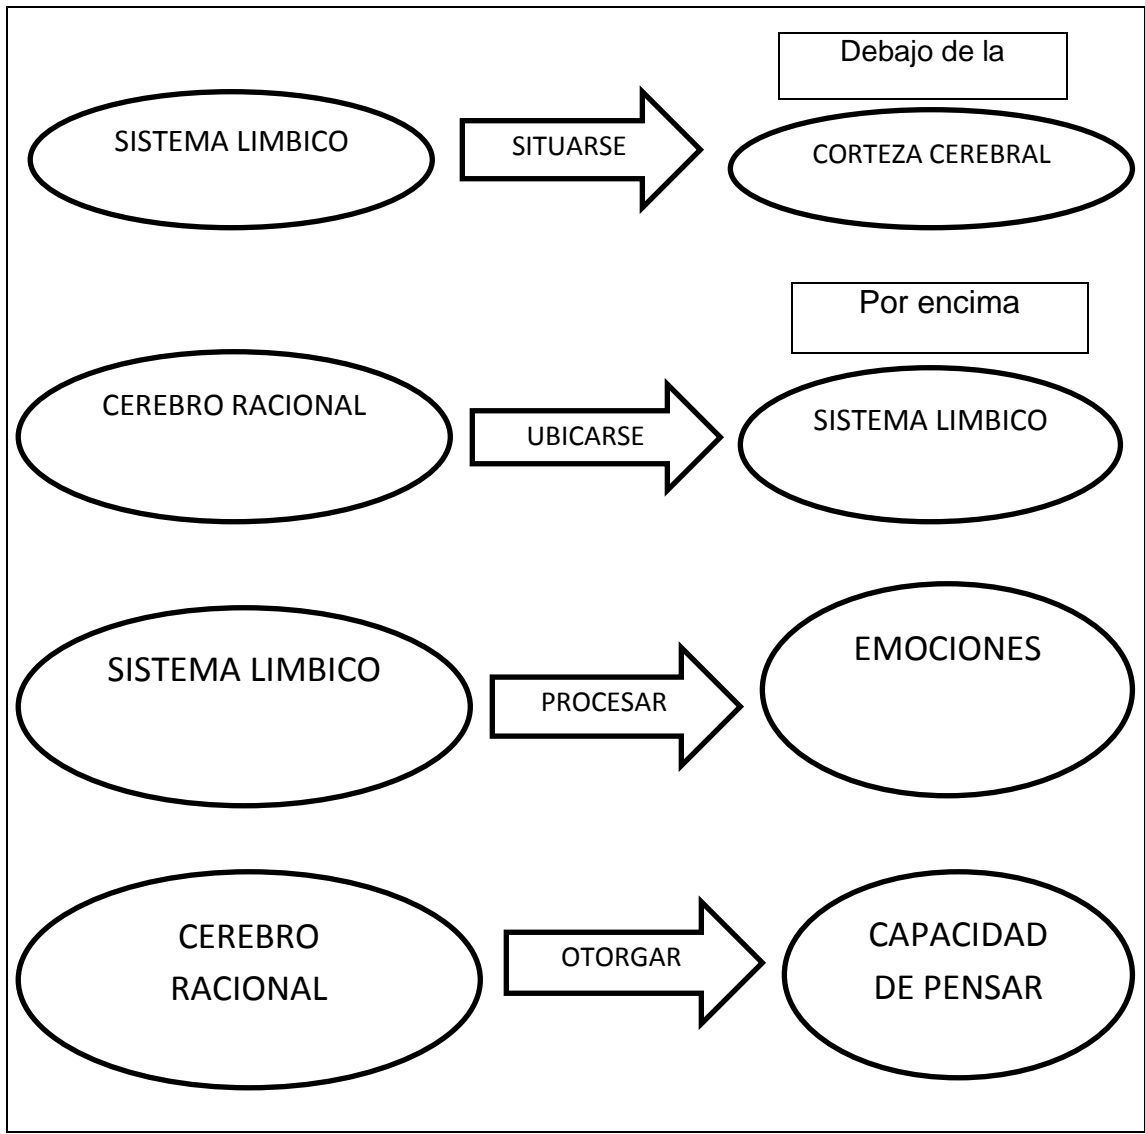 Debajo de la
SISTEMA LIMBICO
SITUARSE
CORTEZA CEREBRAL
Por encima
CEREBRO RACIONAL
UBICARSE
SISTEMA LIMBICO
SISTEMA LIMBICO
PROCESAR
EMOCIONES
CEREBRO
RACIONAL
OTORGAR
CAPACIDAD
DE PENSAR